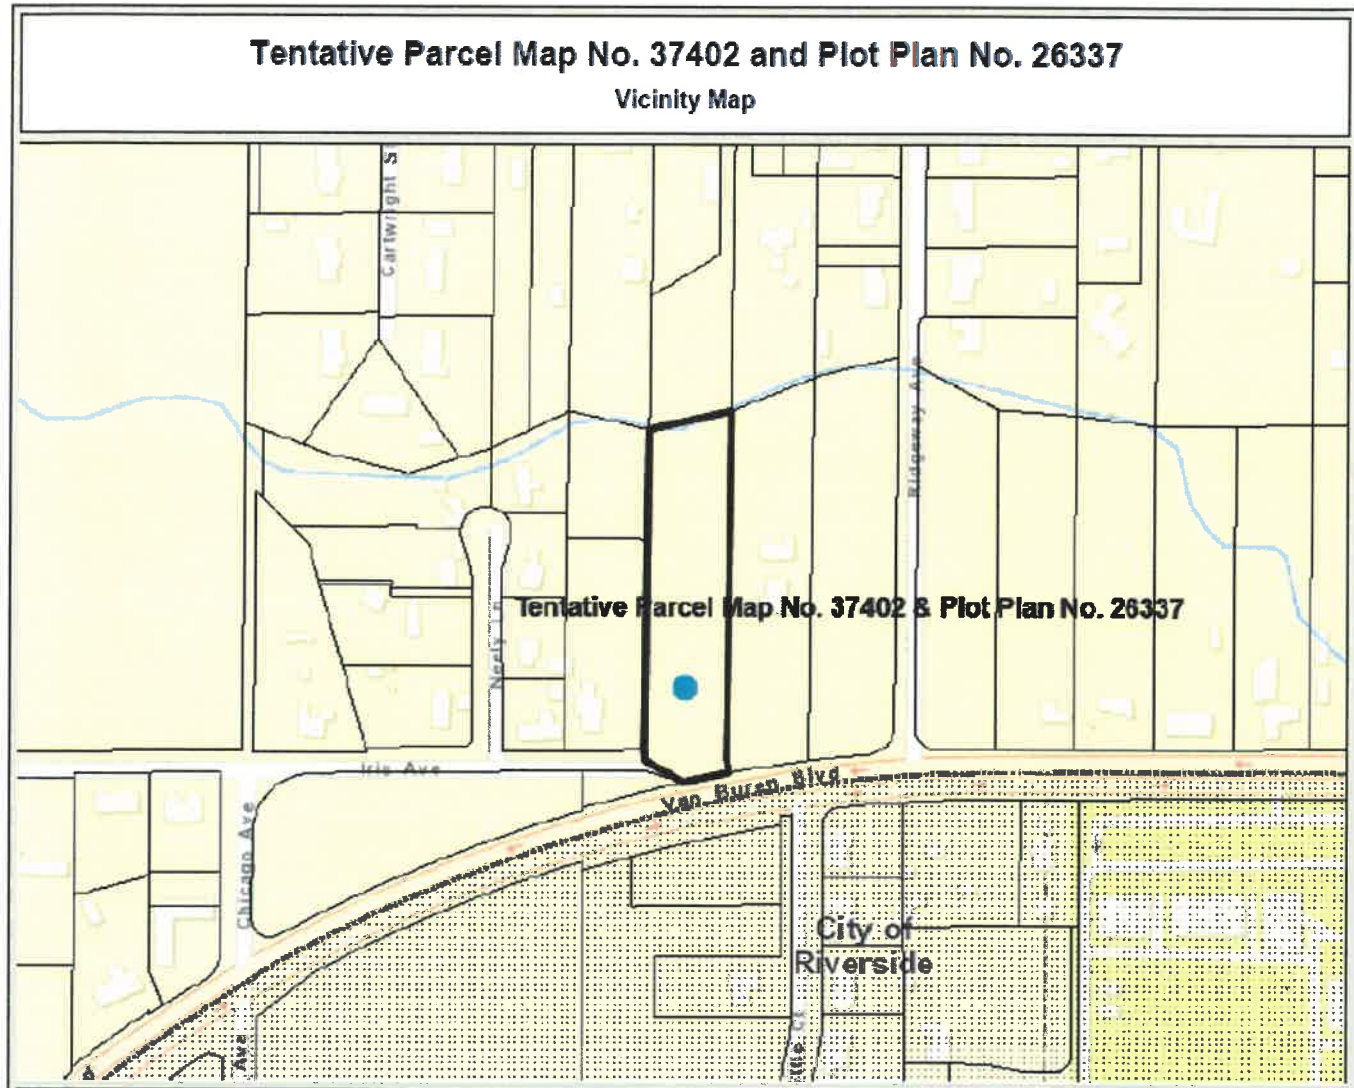 Tentative Parcel Map No. 37402 and Plot Plan No. 26337
Vicinity Map
Cartwright S
Ridgeway Ave
Tentative Parcel Map No. 37402 & Plot Plan No. 26337
Neely Ln
Iris Ave
Van Buren Blvd
Chicago Ave
City of
Riverside
Ave
Ct